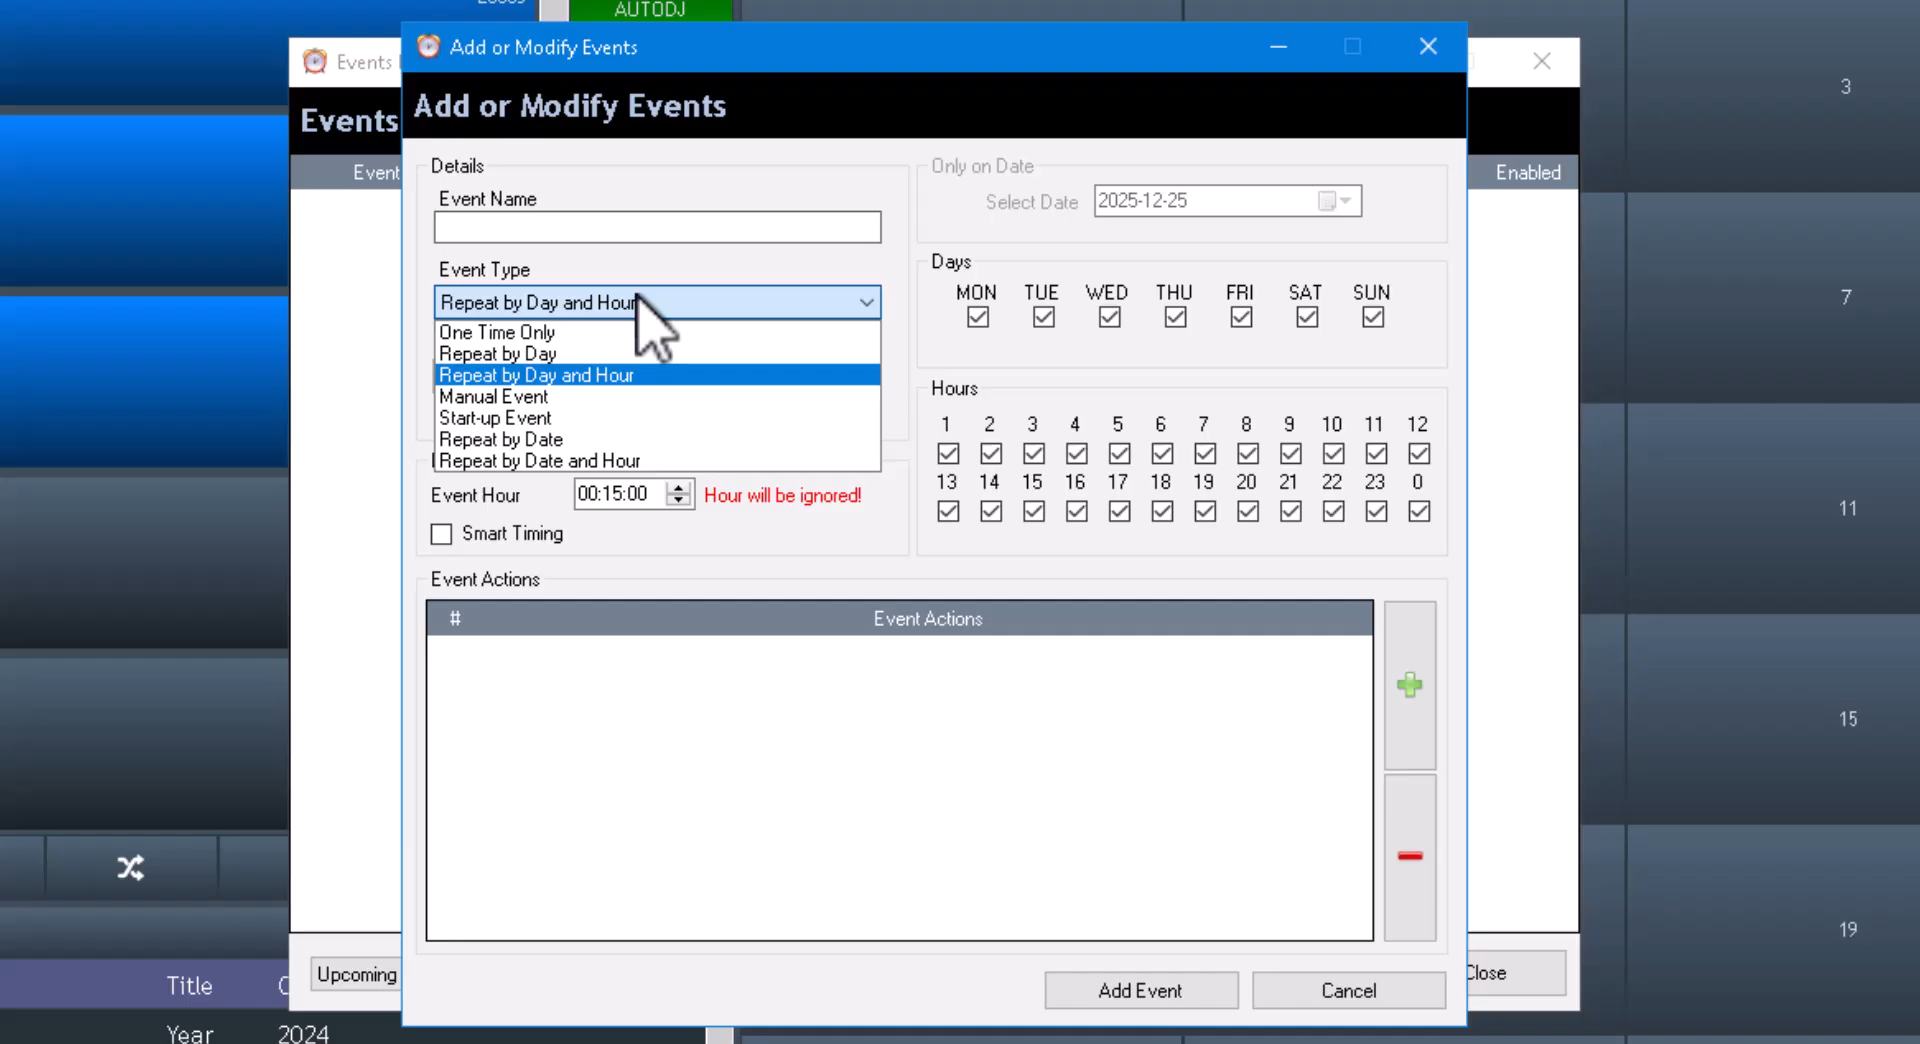 AUTODJ
Events
Add or Modify Events
Events
Add or Modify Events
Event
Enabled
Details
Event Name
Event Type
Repeat by Day and Hour
One Time Only
Repeat by Day
Repeat by Day and Hour
Manual Event
Start-up Event
Repeat by Date
Repeat by Date and Hour
Event Hour 00:15:00 Hour will be ignored!
Smart Timing
Only on Date
Select Date 2025-12-25
Days
MON TUE WED THU FRI SAT SUN
Hours
1 2 3 4 5 6 7 8 9 10 11 12
13 14 15 16 17 18 19 20 21 22 23 0
Event Actions
# Event Actions
Add Event Cancel
Upcoming
Close
Title
Year 2024
3
7
11
15
19